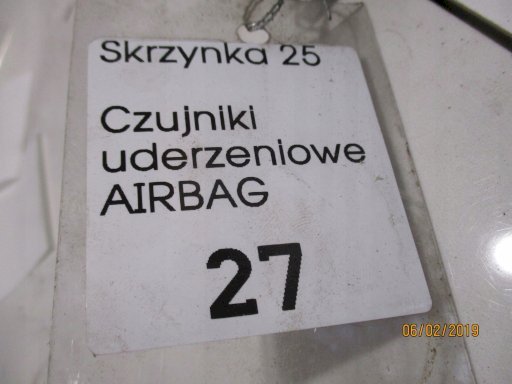 Skrzynka 25
Czujniki
uderzeniowe
AIRBAG
27
06/02/2019